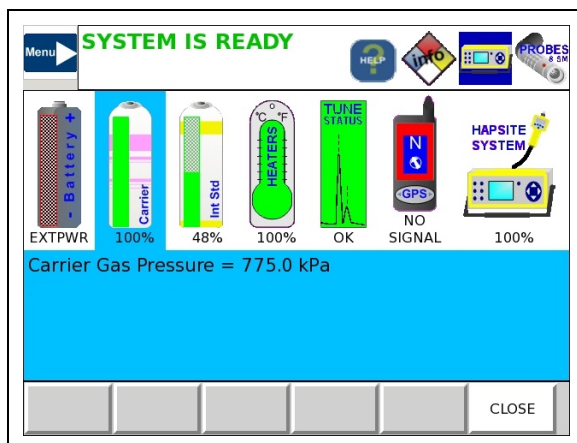 Menu
SYSTEM IS READY
HELP
info
PROBES
8 SM
- Battery +
Carrier
Int Std
°C °F
HEATERS
TUNE
STATUS
N
GPS
HAPSITE
SYSTEM
EXTPWR
100%
48%
100%
OK
NO
SIGNAL
100%
Carrier Gas Pressure = 775.0 kPa
CLOSE